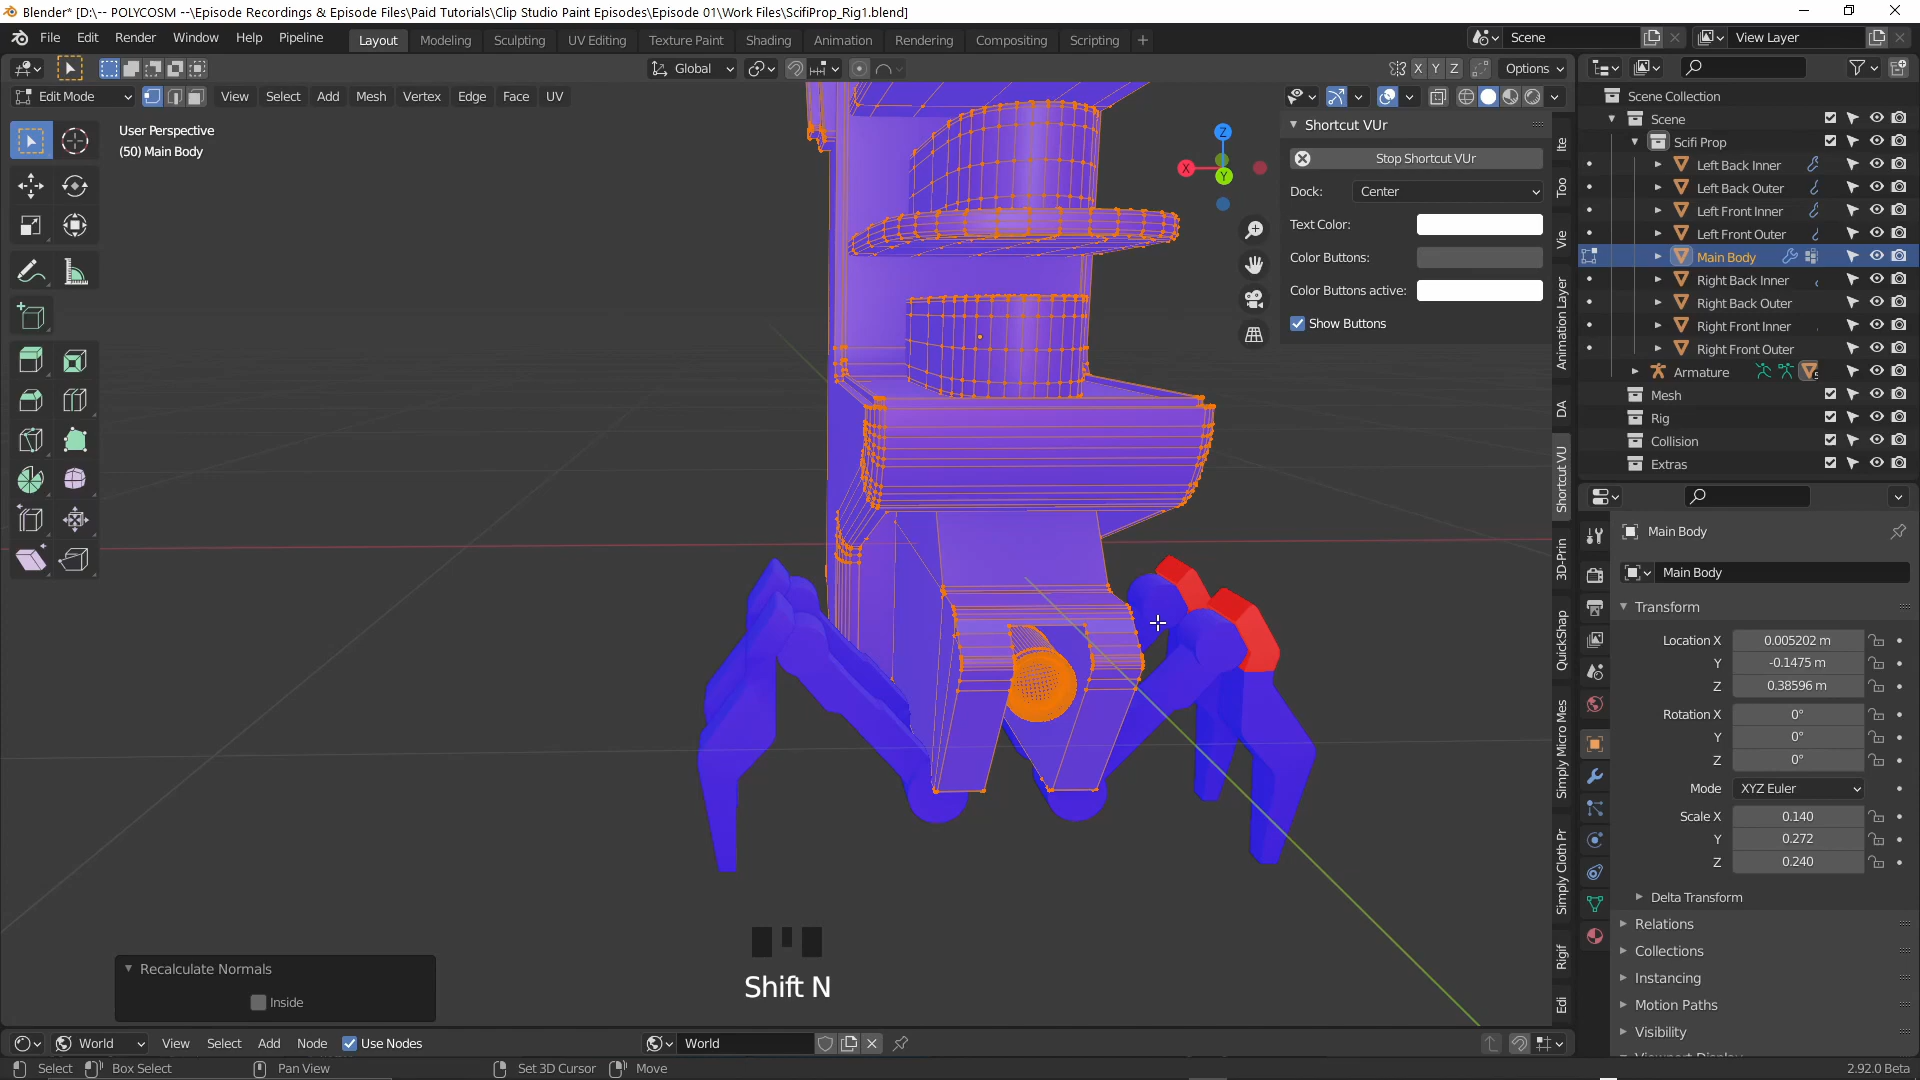 Blender* [D:\-- POLYCOSM --\Episode Recordings & Episode Files\Paid Tutorials\Clip Studio Paint Episodes\Episode 01\Work Files\ScifiProp_Rig1.blend]
File Edit Render Window Help Pipeline Layout Modeling Sculpting UV Editing Texture Paint Shading Animation Rendering Compositing Scripting + Scene View Layer
Global X Y Z Options
Edit Mode View Select Add Mesh Vertex Edge Face UV
User Perspective
(50) Main Body
Z
X
Y
Shortcut VUr
Stop Shortcut VUr
Dock: Center
Text Color:
Color Buttons:
Color Buttons active:
Show Buttons
Ite
Too
Vie
Animation Layer
DA
Shortcut VU
3D-Prin
QuickShap
Simply Micro Mes
Simply Cloth Pr
Rigif
Edi
Scene Collection
Scene
Scifi Prop
Left Back Inner
Left Back Outer
Left Front Inner
Left Front Outer
Main Body
Right Back Inner
Right Back Outer
Right Front Inner
Right Front Outer
Armature
Mesh
Rig
Collision
Extras
Main Body
Main Body
Transform
Location X 0.005202 m
Y -0.1475 m
Z 0.38596 m
Rotation X 0°
Y 0°
Z 0°
Mode XYZ Euler
Scale X 0.140
Y 0.272
Z 0.240
Delta Transform
Relations
Collections
Instancing
Motion Paths
Visibility
Shift N
Recalculate Normals
Inside
World View Select Add Node Use Nodes World
Select Box Select Pan View Set 3D Cursor Move 2.92.0 Beta